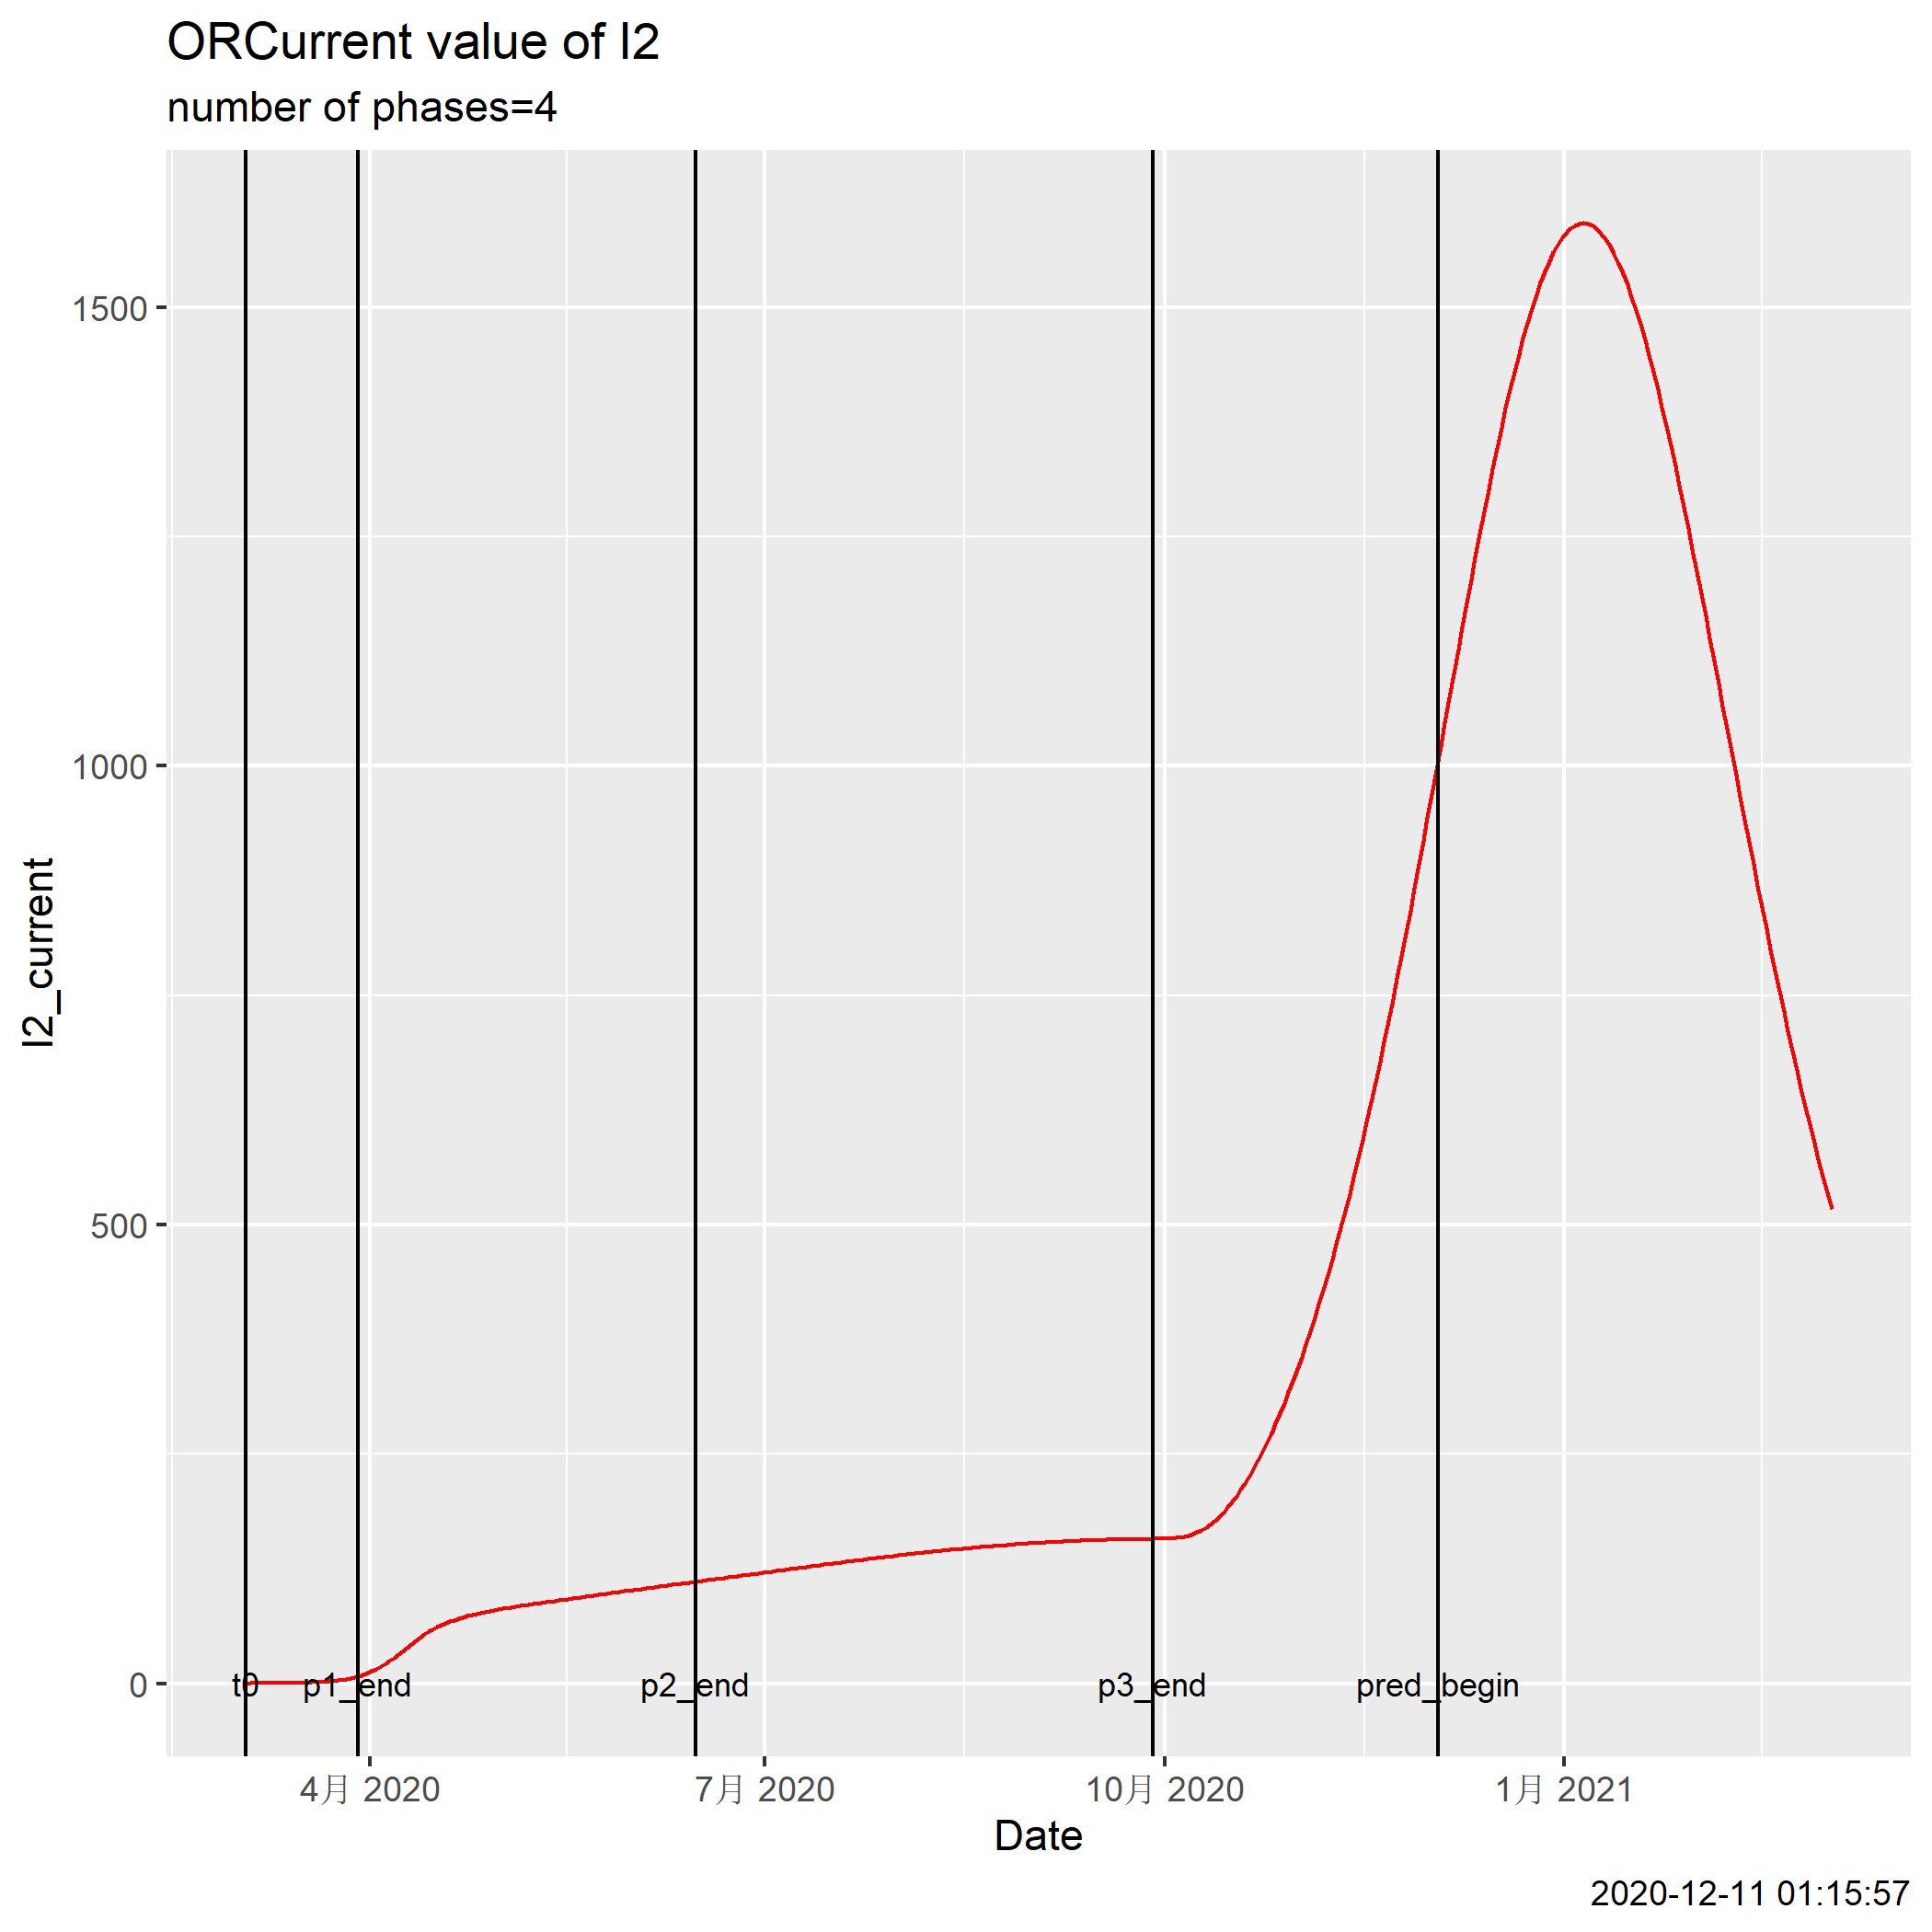 ORCurrent value of I2
number of phases=4
I2_current
1500
1000
500
0
t0 p1_end p2_end p3_end pred_begin
4月 2020 7月 2020 10月 2020 1月 2021
Date
2020-12-11 01:15:57